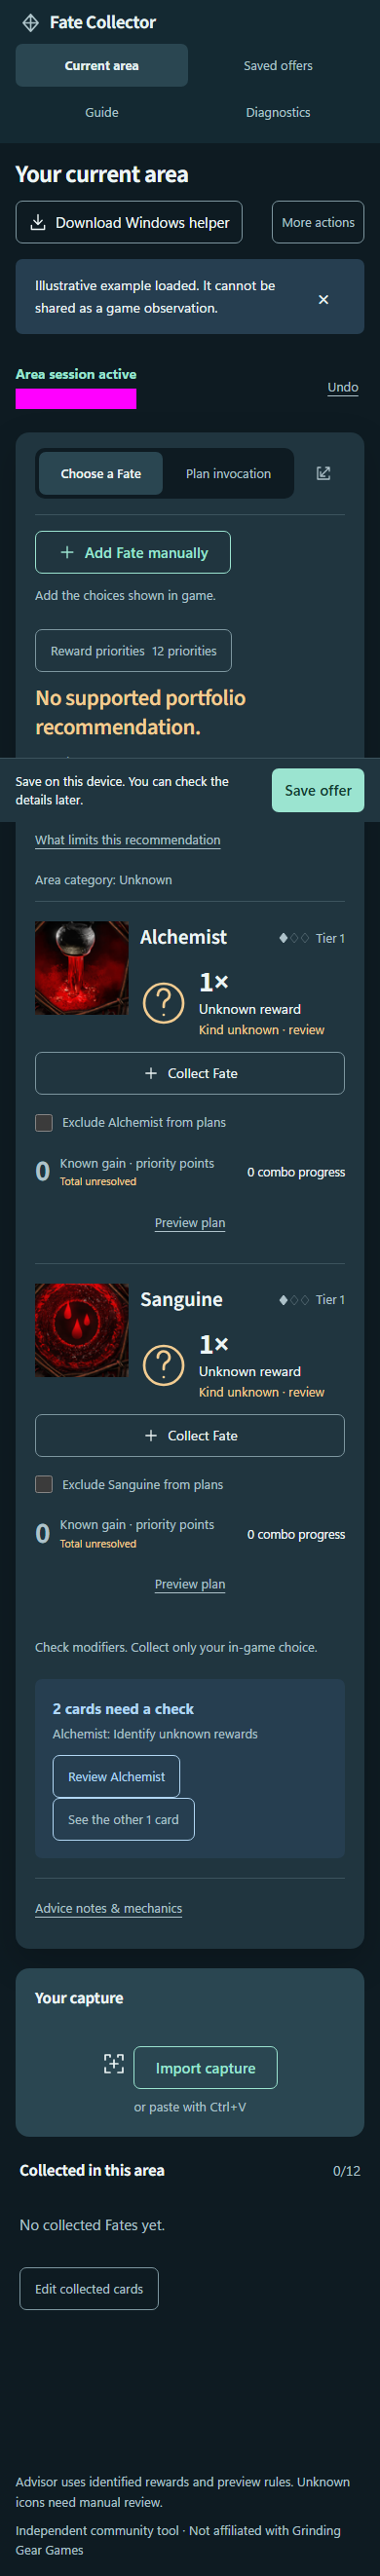 Fate Collector
Current area
Saved offers
Guide
Diagnostics
Your current area
Download Windows helper
More actions
Illustrative example loaded. It cannot be
shared as a game observation.
Area session active
Undo
Choose a Fate
Plan invocation
Add Fate manually
Add the choices shown in game.
Reward priorities 12 priorities
No supported portfolio
recommendation.
Save on this device. You can check the
details later.
Save offer
What limits this recommendation
Area category: Unknown
Alchemist
Tier 1
1×
Unknown reward
Kind unknown · review
Collect Fate
Exclude Alchemist from plans
0
Known gain · priority points
Total unresolved
0 combo progress
Preview plan
Sanguine
Tier 1
1×
Unknown reward
Kind unknown · review
Collect Fate
Exclude Sanguine from plans
0
Known gain · priority points
Total unresolved
0 combo progress
Preview plan
Check modifiers. Collect only your in-game choice.
2 cards need a check
Alchemist: Identify unknown rewards
Review Alchemist
See the other 1 card
Advice notes & mechanics
Your capture
Import capture
or paste with Ctrl+V
Collected in this area
0/12
No collected Fates yet.
Edit collected cards
Advisor uses identified rewards and preview rules. Unknown
icons need manual review.
Independent community tool · Not affiliated with Grinding
Gear Games